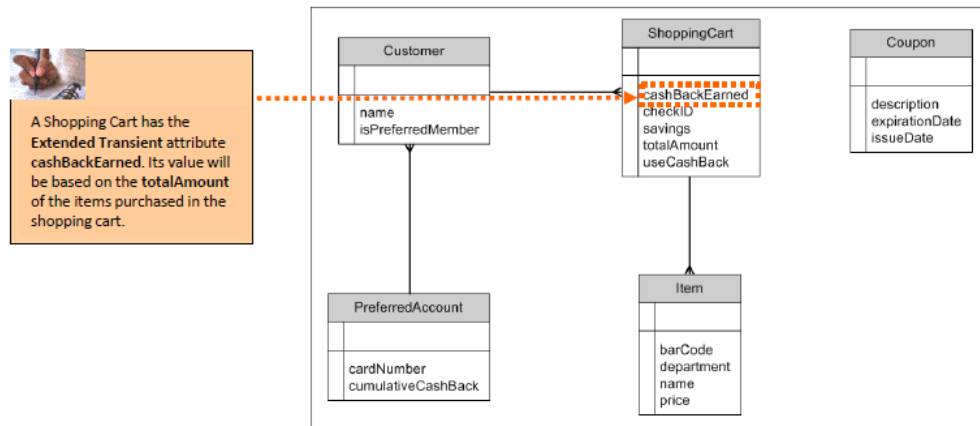 A Shopping Cart has the
Extended Transient attribute
cashBackEarned. Its value will
be based on the totalAmount
of the items purchased in the
shopping cart.
Customer
name
isPreferredMember
ShoppingCart
cashBackEarned
checkID
savings
totalAmount
useCashBack
Coupon
description
expirationDate
issueDate
PreferredAccount
cardNumber
cumulativeCashBack
Item
barCode
department
name
price